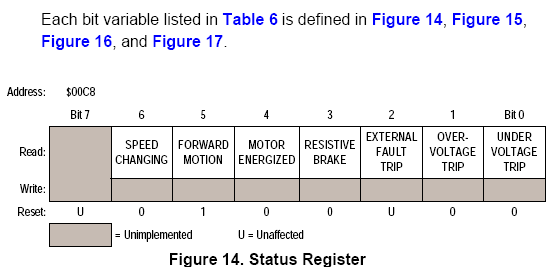 Each bit variable listed in Table 6 is defined in Figure 14, Figure 15,
Figure 16, and Figure 17.
Address: $00C8
Bit 7 6 5 4 3 2 1 Bit 0
Read: SPEED CHANGING FORWARD MOTION MOTOR ENERGIZED RESISTIVE BRAKE EXTERNAL FAULT TRIP OVER-VOLTAGE TRIP UNDER VOLTAGE TRIP
Write:
Reset: U 0 1 0 0 U 0 0
= Unimplemented U = Unaffected
Figure 14. Status Register